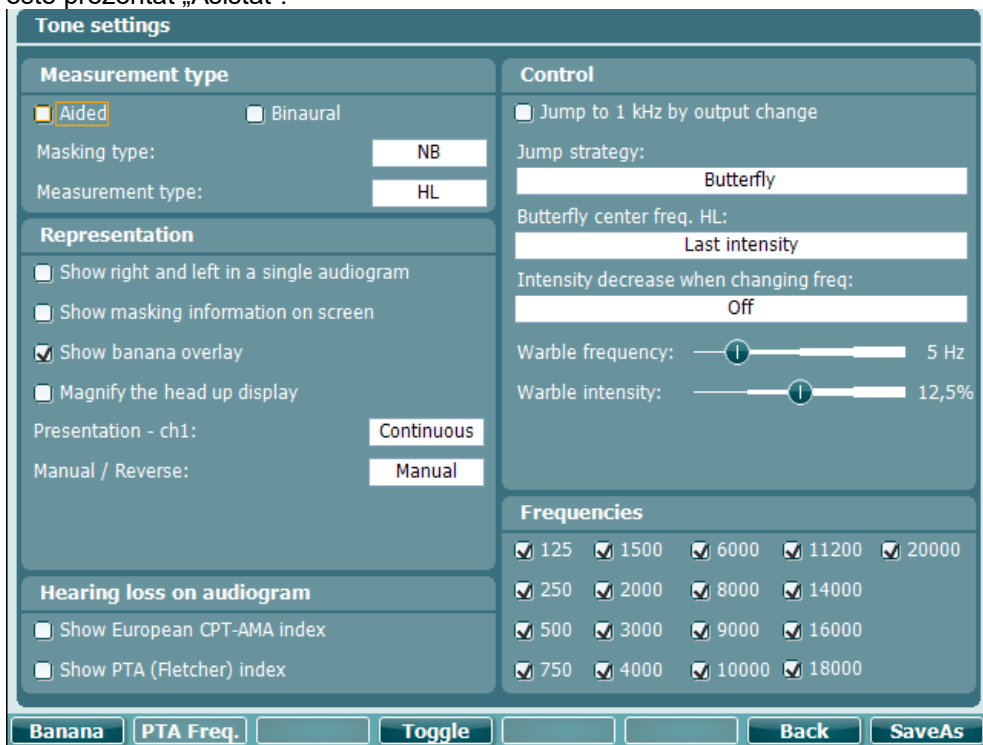 este prezentat „Asistat”.
Tone settings
Measurement type
Aided Binaural
Masking type: NB
Measurement type: HL
Representation
Show right and left in a single audiogram
Show masking information on screen
Show banana overlay
Magnify the head up display
Presentation - ch1: Continuous
Manual / Reverse: Manual
Hearing loss on audiogram
Show European CPT-AMA index
Show PTA (Fletcher) index
Control
Jump to 1 kHz by output change
Jump strategy:
Butterfly
Butterfly center freq. HL:
Last intensity
Intensity decrease when changing freq:
Off
Warble frequency: 5 Hz
Warble intensity: 12,5%
Frequencies
125 1500 6000 11200 20000
250 2000 8000 14000
500 3000 9000 16000
750 4000 10000 18000
Banana PTA Freq. Toggle Back SaveAs